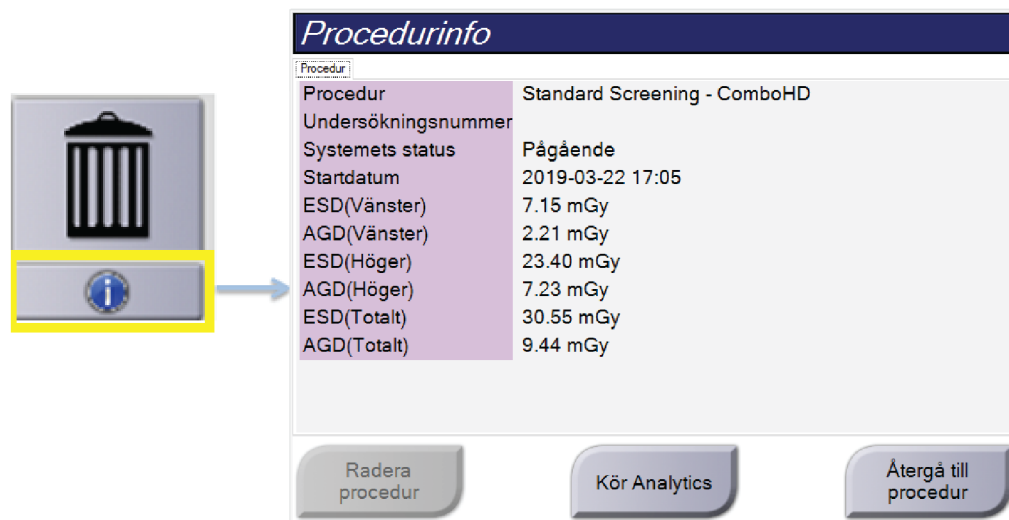 Procedurinfo
Procedur
Procedur Standard Screening - ComboHD
Undersökningsnummer
Systemets status Pågående
Startdatum 2019-03-22 17:05
ESD(Vänster) 7.15 mGy
AGD(Vänster) 2.21 mGy
ESD(Höger) 23.40 mGy
AGD(Höger) 7.23 mGy
ESD(Totalt) 30.55 mGy
AGD(Totalt) 9.44 mGy
Radera
procedur
Kör Analytics
Återgå till
procedur